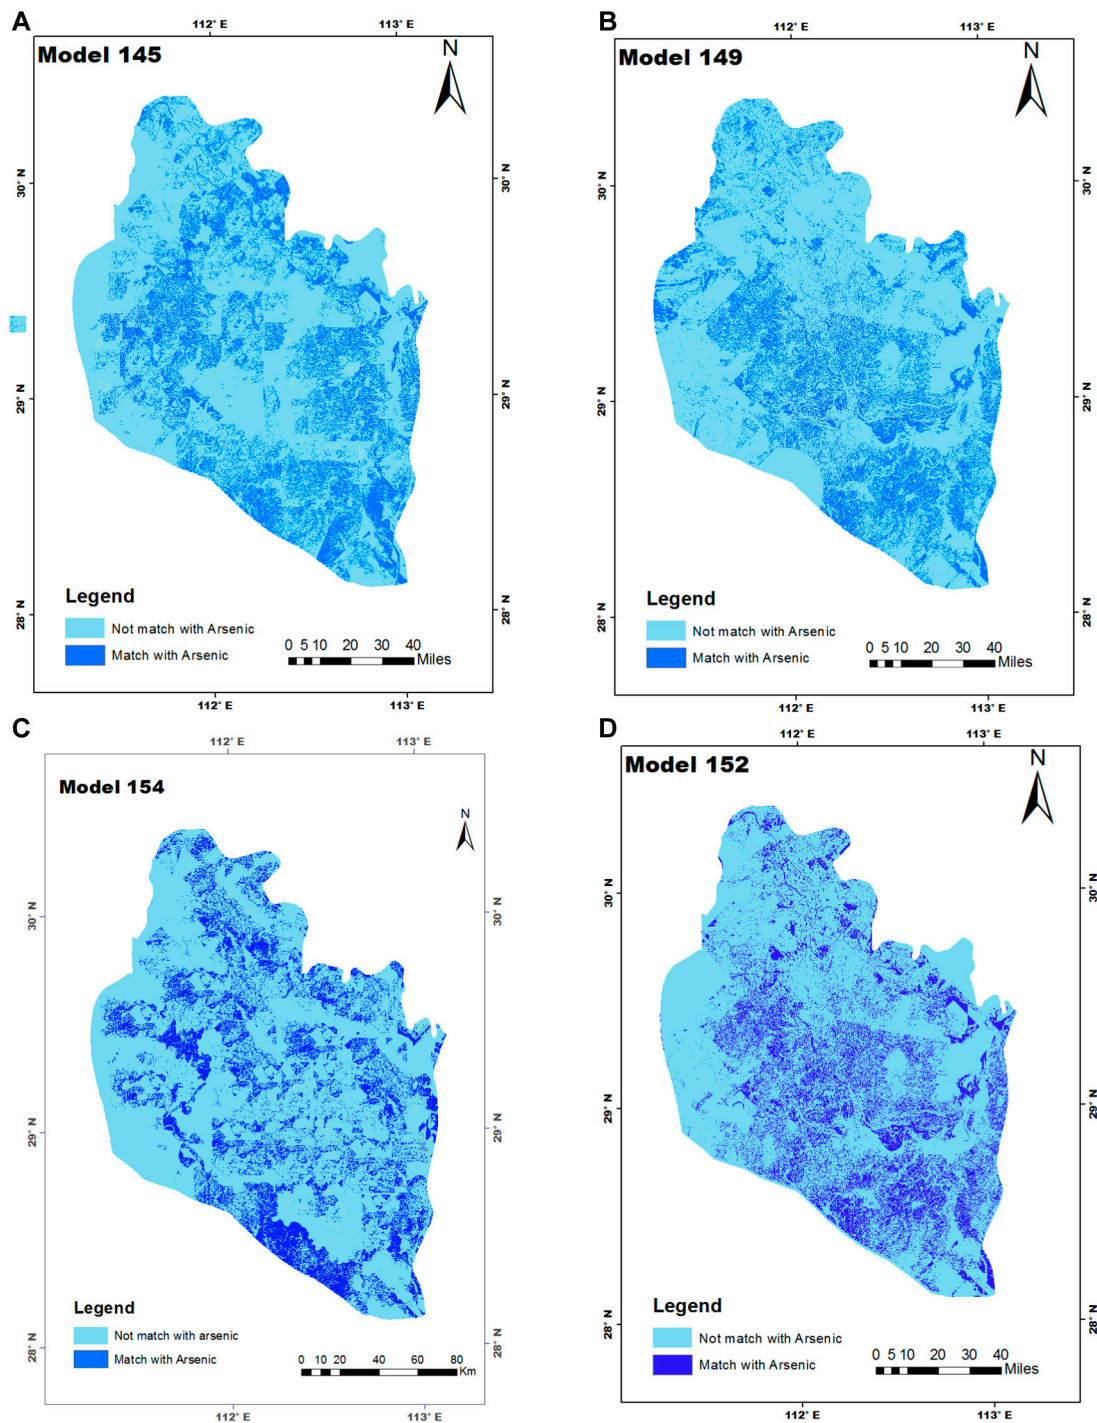 A
112° E
113° E
Model 145
N
30° N
30° N
29° N
29° N
28° N
28° N
Legend
Not match with Arsenic
Match with Arsenic
0 5 10 20 30 40
Miles
112° E
113° E
B
112° E
113° E
Model 149
N
30° N
30° N
29° N
29° N
28° N
28° N
Legend
Not match with Arsenic
Match with Arsenic
0 5 10 20 30 40
Miles
112° E
113° E
C
112° E
113° E
Model 154
N
30° N
30° N
29° N
29° N
28° N
28° N
Legend
Not match with arsenic
Match with Arsenic
0 10 20 40 60 80
Km
112° E
113° E
D
112° E
113° E
Model 152
N
30° N
30° N
29° N
29° N
28° N
28° N
Legend
Not match with Arsenic
Match with Arsenic
0 5 10 20 30 40
Miles
112° E
113° E